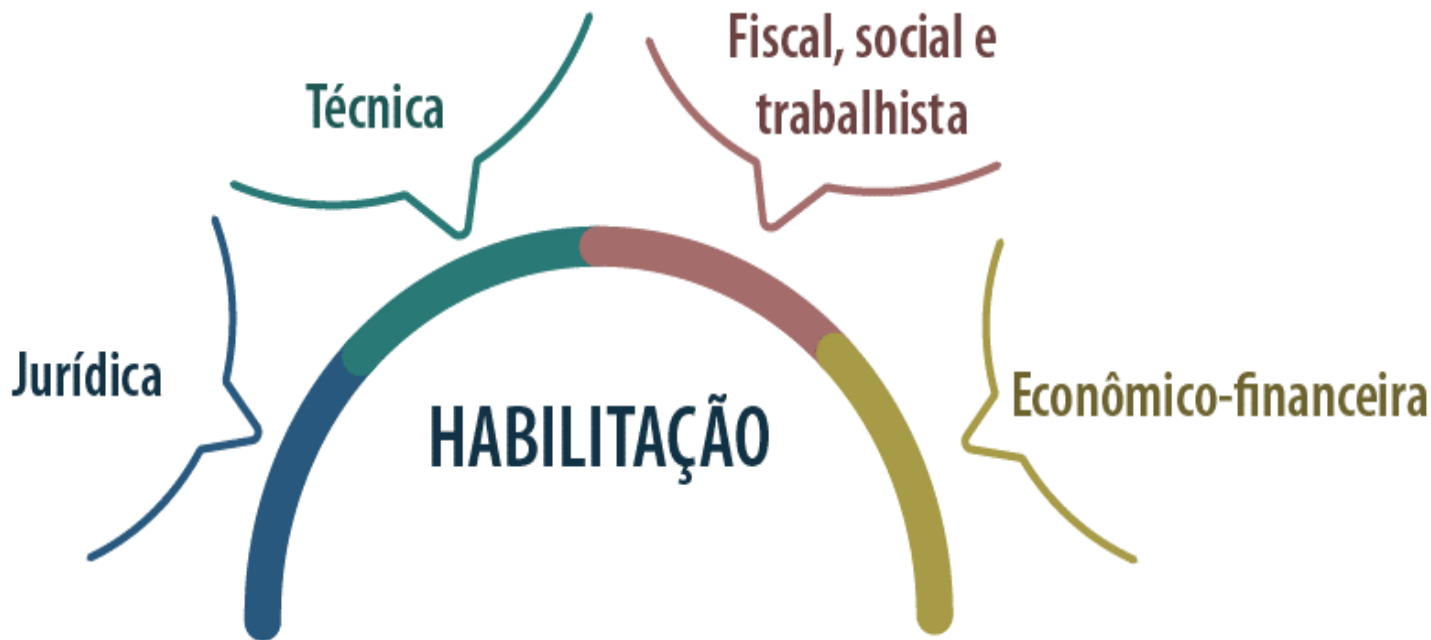 Fiscal, social e
trabalhista
Técnica
Jurídica
Econômico-financeira
HABILITAÇÃO